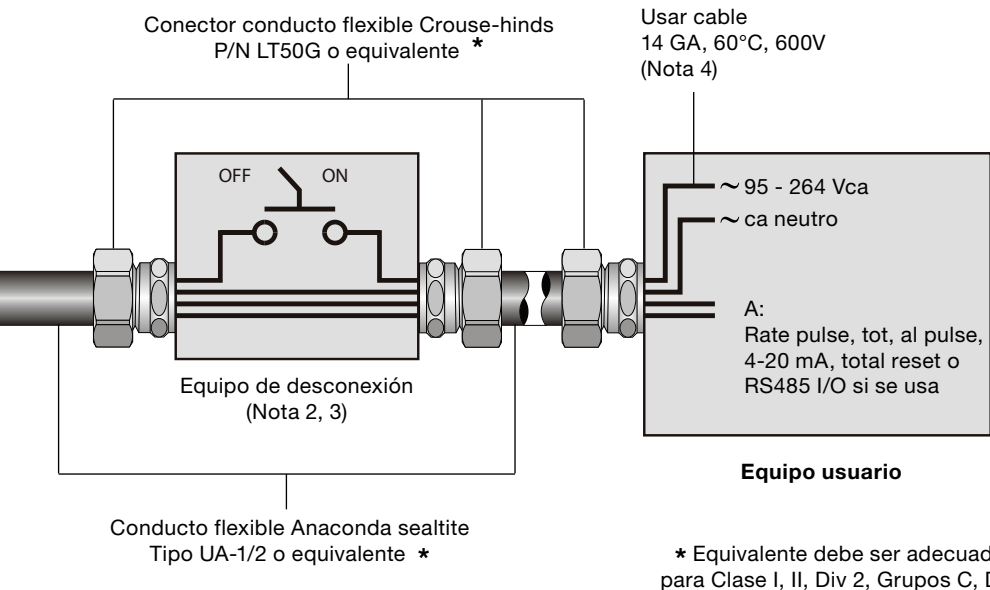 Conector conducto flexible Crouse-hinds
P/N LT50G o equivalente *
Usar cable
14 GA, 60°C, 600V
(Nota 4)
OFF ON
~ 95 - 264 Vca
~ ca neutro
A:
Rate pulse, tot, al pulse,
4-20 mA, total reset o
RS485 I/O si se usa
Equipo de desconexión
(Nota 2, 3)
Equipo usuario
Conducto flexible Anaconda sealtite
Tipo UA-1/2 o equivalente *
* Equivalente debe ser adecuad
para Clase I, II, Div 2, Grupos C, D